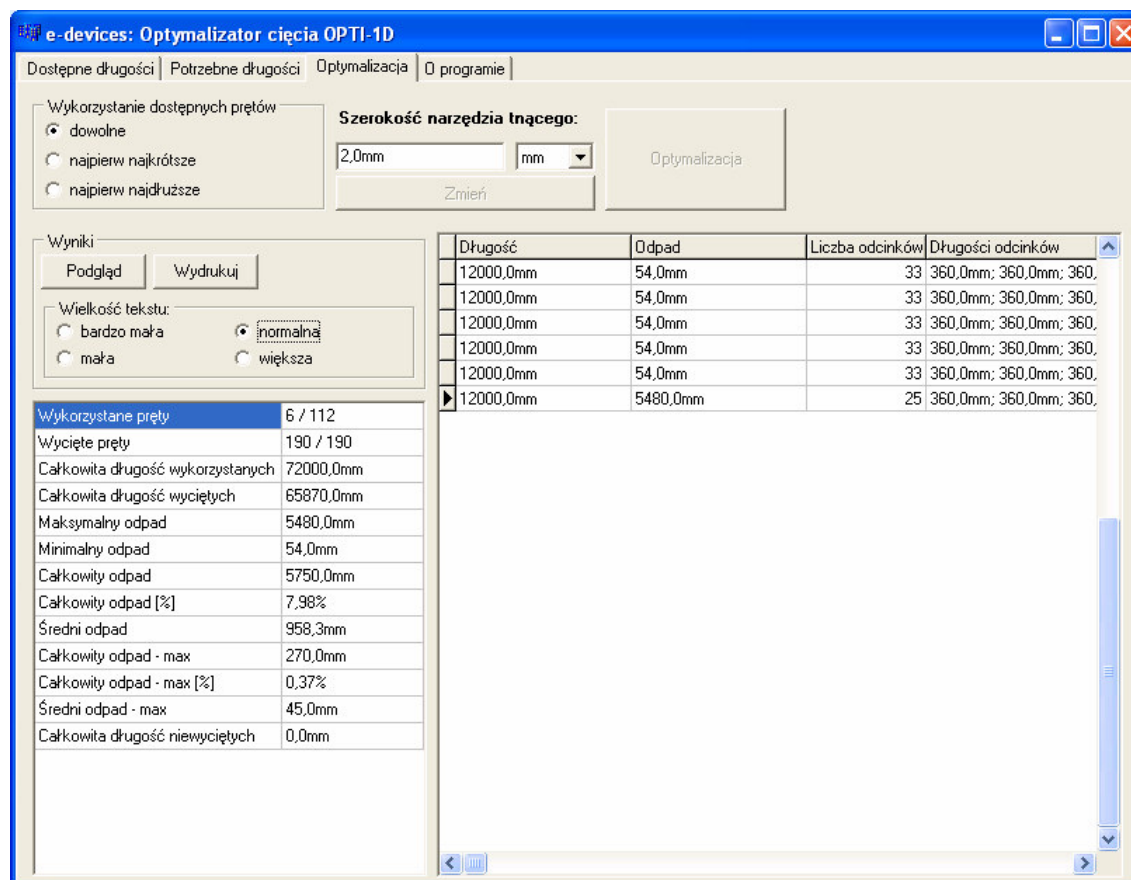 e-devices: Optymalizator cięcia OPTI-1D
Dostępne długości Potrzebne długości Optymalizacja O programie
Wykorzystanie dostępnych prętów
dowolne
najpierw najkrótsze
najpierw najdłuższe
Szerokość narzędzia tnącego:
2,0mm mm
Zmień
Optymalizacja
Wyniki
Podgląd Wydrukuj
Wielkość tekstu:
bardzo mała normalna
mała większa
Wykorzystane pręty 6 / 112
Wycięte pręty 190 / 190
Całkowita długość wykorzystanych 72000,0mm
Całkowita długość wyciętych 65870,0mm
Maksymalny odpad 5480,0mm
Minimalny odpad 54,0mm
Całkowity odpad 5750,0mm
Całkowity odpad [%] 7,98%
Średni odpad 958,3mm
Całkowity odpad - max 270,0mm
Całkowity odpad - max [%] 0,37%
Średni odpad - max 45,0mm
Całkowita długość niewyciętych 0,0mm
Długość Odpad Liczba odcinków Długości odcinków
12000,0mm 54,0mm 33 360,0mm; 360,0mm; 360,
12000,0mm 54,0mm 33 360,0mm; 360,0mm; 360,
12000,0mm 54,0mm 33 360,0mm; 360,0mm; 360,
12000,0mm 54,0mm 33 360,0mm; 360,0mm; 360,
12000,0mm 54,0mm 33 360,0mm; 360,0mm; 360,
12000,0mm 5480,0mm 25 360,0mm; 360,0mm; 360,